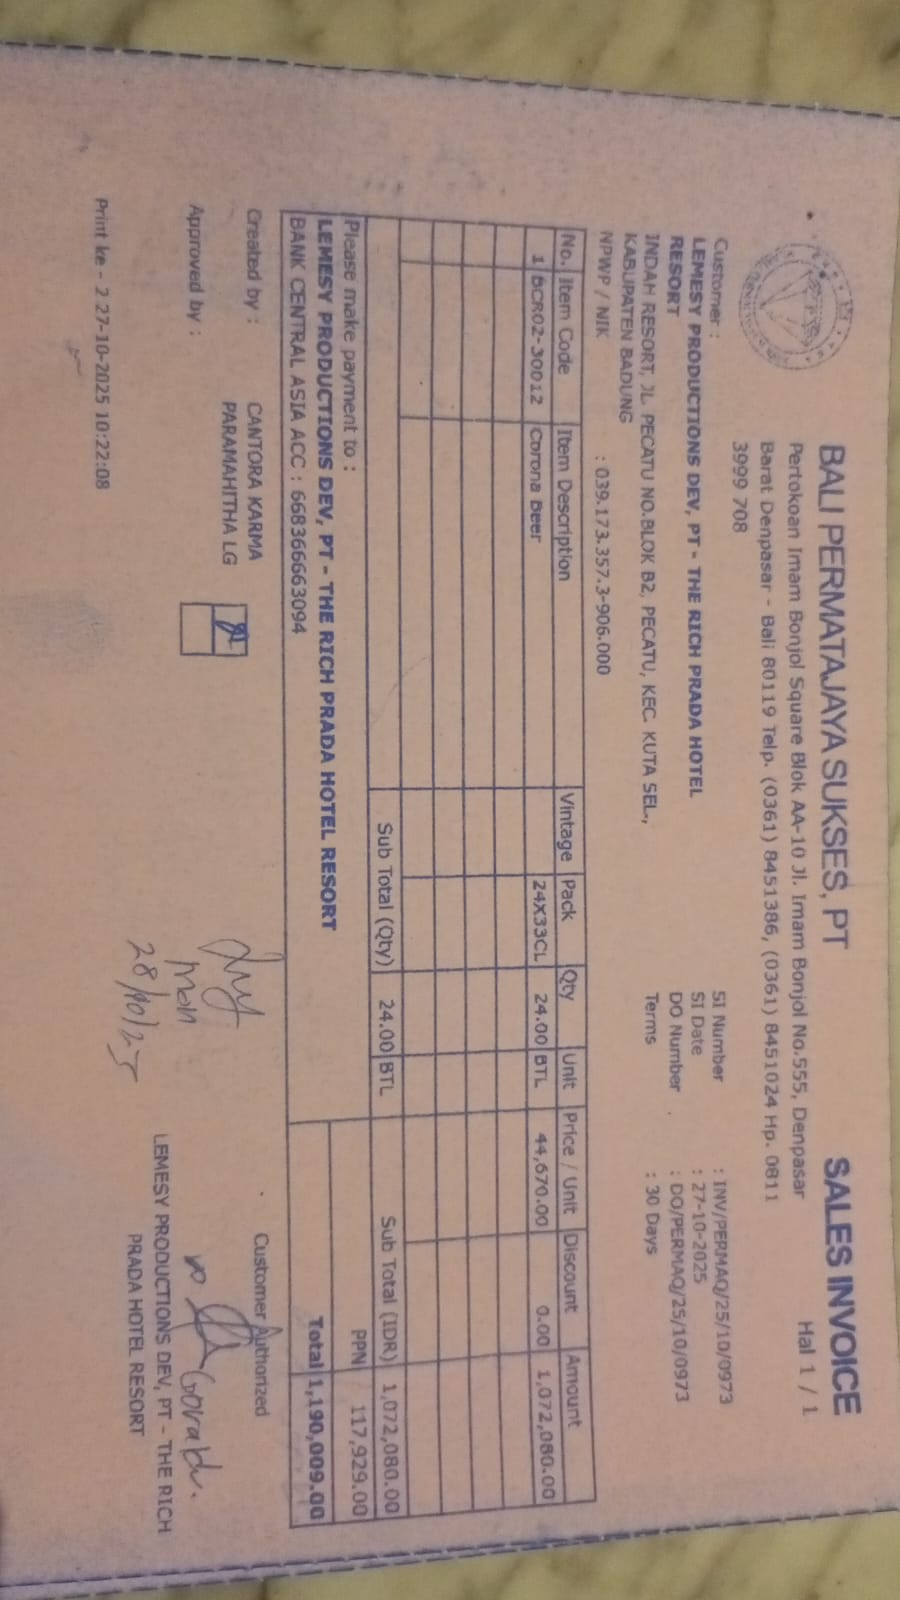 BALI PERMATAJAYA SUKSES, PT
SALES INVOICE
Pertokoan Imam Bonjol Square Blok AA-10 Jl. Imam Bonjol No.555, Denpasar
Hal 1 / 1
Barat Denpasar - Bali 80119 Telp. (0361) 8451386, (0361) 8451024 Hp. 0811
3999 708
Customer :
LEMESY PRODUCTIONS DEV, PT - THE RICH PRADA HOTEL
RESORT
INDAH RESORT, JL. PECATU NO.BLOK B2, PECATU, KEC. KUTA SEL.,
KABUPATEN BADUNG
NPWP / NIK : 039.173.357.3-906.000
SI Number : INV/PERMAQ/25/10/0973
SI Date : 27-10-2025
DO Number : DO/PERMAQ/25/10/0973
Terms : 30 Days
No. Item Code Item Description Vintage Pack Qty Unit Price / Unit Discount Amount
1 BCR02-30012 Corona Beer 24X33CL 24.00 BTL 44,670.00 0.00 1,072,080.00
Sub Total (Qty) 24.00 BTL Sub Total (IDR) 1,072,080.00
PPN 117,929.00
Total 1,190,009.00
Please make payment to :
LEMESY PRODUCTIONS DEV, PT - THE RICH PRADA HOTEL RESORT
BANK CENTRAL ASIA ACC : 668366663094
Created by : CANTORA KARMA
PARAMAHITHA LG
Approved by :
Customer Authorized
mon
28/10/25
LEMESY PRODUCTIONS DEV, PT - THE RICH
PRADA HOTEL RESORT
Print ke - 2 27-10-2025 10:22:08